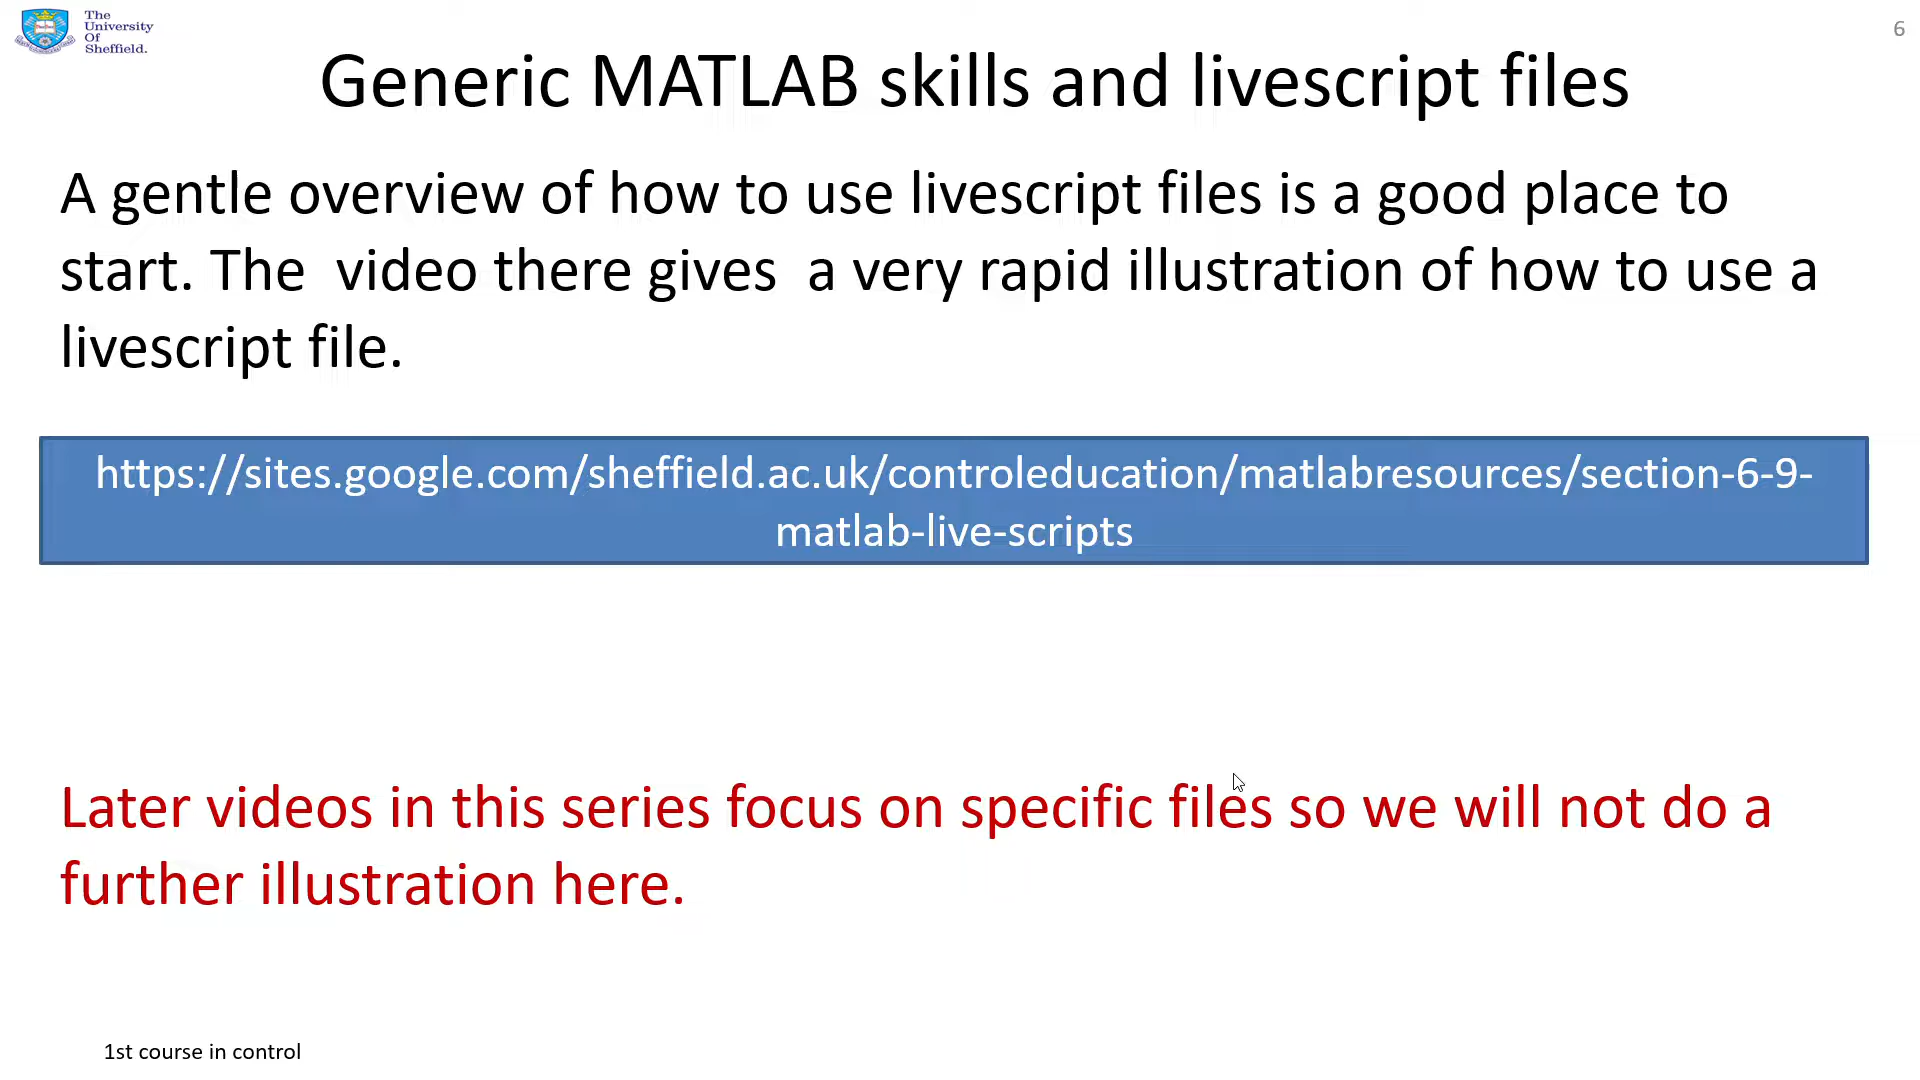 The
University
Of
Sheffield.
6
Generic MATLAB skills and livescript files
A gentle overview of how to use livescript files is a good place to
start. The  video there gives  a very rapid illustration of how to use a
livescript file.
https://sites.google.com/sheffield.ac.uk/controleducation/matlabresources/section-6-9-
matlab-live-scripts
Later videos in this series focus on specific files so we will not do a
further illustration here.
1st course in control